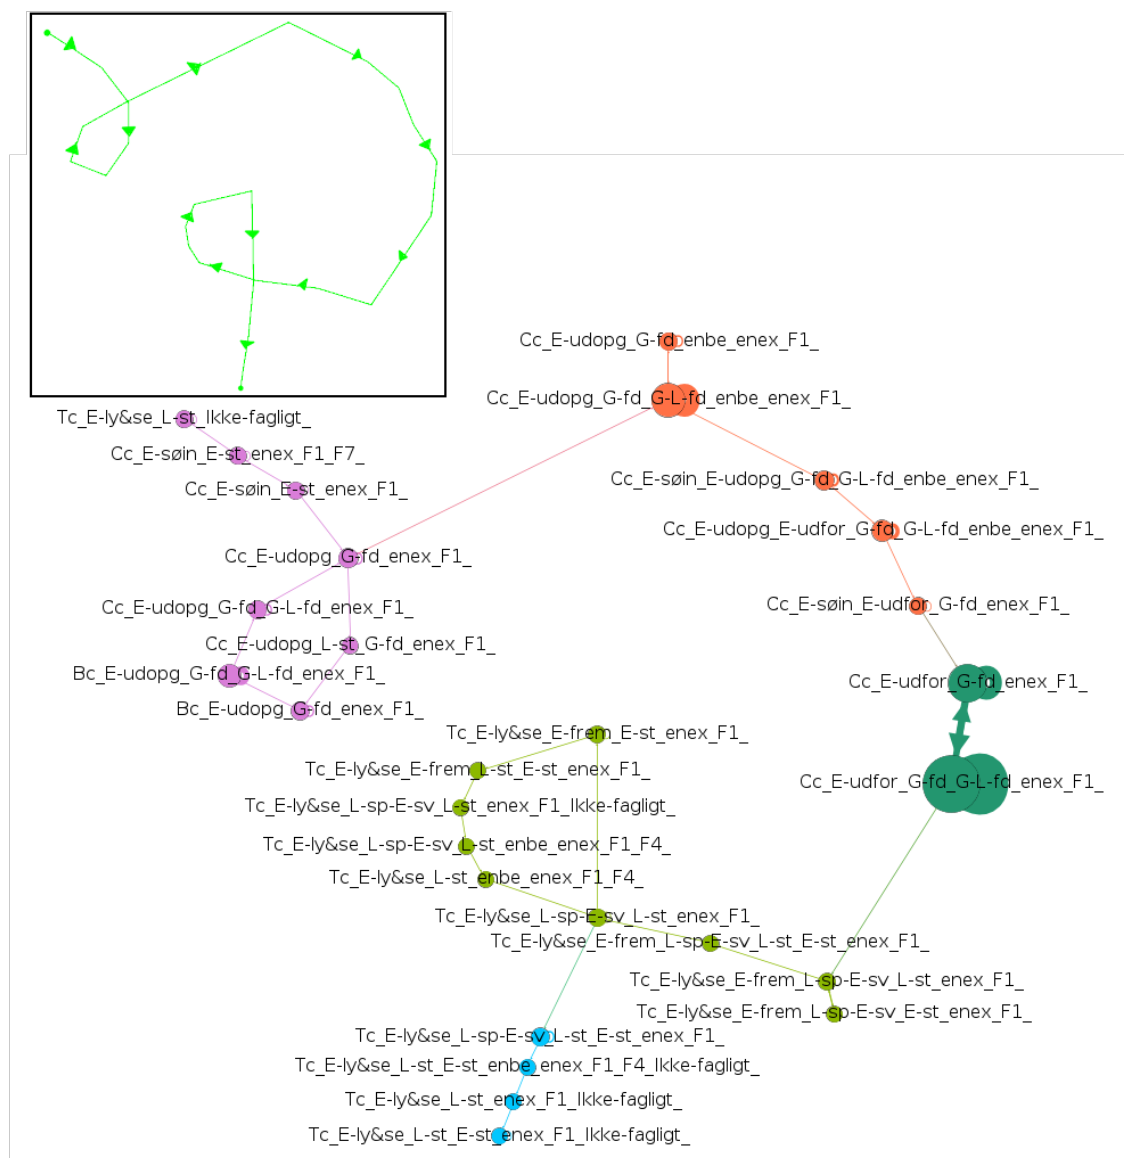 Cc_E-udopg_G-fd_enbe_enex_F1_
Cc_E-udopg_G-fd_G-L-fd_enbe_enex_F1_
Tc_E-ly&se_L-st_Ikke-fagligt_
Cc_E-søin_E-st_enex_F1_F7_
Cc_E-søin_E-udopg_G-fd_G-L-fd_enbe_enex_F1_
Cc_E-søin_E-st_enex_F1_
Cc_E-udopg_E-udfor_G-fd_G-L-fd_enbe_enex_F1_
Cc_E-udopg_G-fd_enex_F1_
Cc_E-søin_E-udfor_G-fd_enex_F1_
Cc_E-udopg_G-fd_G-L-fd_enex_F1_
Cc_E-udopg_L-st_G-fd_enex_F1_
Bc_E-udopg_G-fd_G-L-fd_enex_F1_
Cc_E-udfor_G-fd_enex_F1_
Bc_E-udopg_G-fd_enex_F1_
Tc_E-ly&se_E-frem_E-st_enex_F1_
Tc_E-ly&se_E-frem_L-st_E-st_enex_F1_
Cc_E-udfor_G-fd_G-L-fd_enex_F1_
Tc_E-ly&se_L-sp-E-sv_L-st_enex_F1_Ikke-fagligt_
Tc_E-ly&se_L-sp-E-sv_L-st_enbe_enex_F1_F4_
Tc_E-ly&se_L-st_enbe_enex_F1_F4_
Tc_E-ly&se_L-sp-E-sv_L-st_enex_F1_
Tc_E-ly&se_E-frem_L-sp-E-sv_L-st_E-st_enex_F1_
Tc_E-ly&se_E-frem_L-sp-E-sv_L-st_enex_F1_
Tc_E-ly&se_E-frem_L-sp-E-sv_E-st_enex_F1_
Tc_E-ly&se_L-sp-E-sv_L-st_E-st_enex_F1_
Tc_E-ly&se_L-st_E-st_enbe_enex_F1_F4_Ikke-fagligt_
Tc_E-ly&se_L-st_enex_F1_Ikke-fagligt_
Tc_E-ly&se_L-st_E-st_enex_F1_Ikke-fagligt_